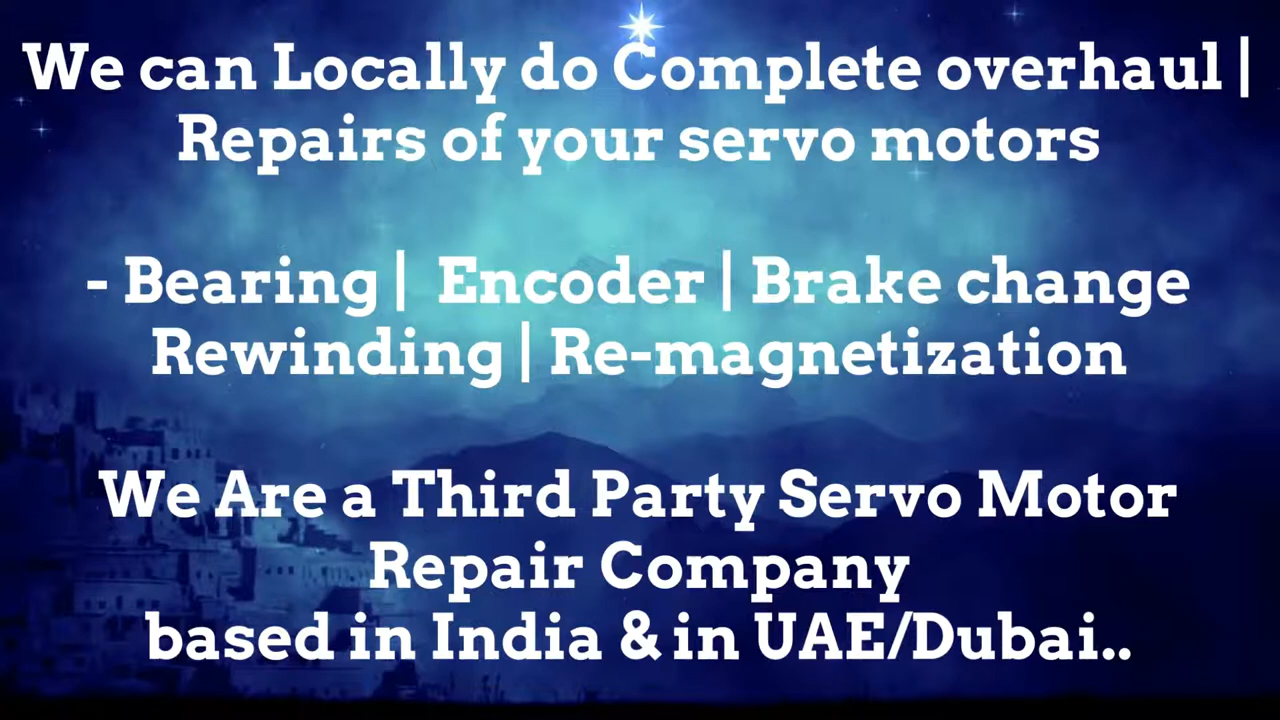 We can Locally do Complete overhaul |
Repairs of your servo motors
- Bearing | Encoder | Brake change
Rewinding | Re-magnetization
We Are a Third Party Servo Motor
Repair Company
based in India & in UAE/Dubai..